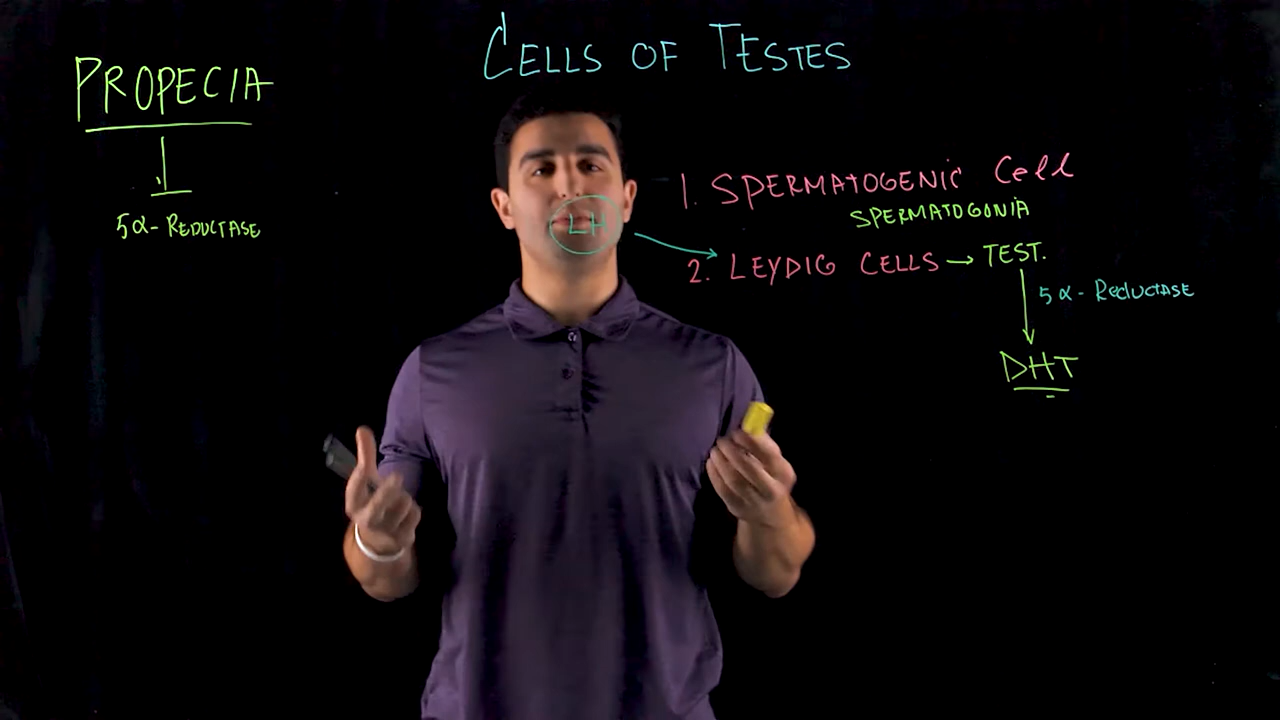 CELLS OF TESTES
PROPECIA
5α-REDUCTASE
1. SPERMATOGENIC Cell
SPERMATOGONIA
LH
2. LEYDIG CELLS → TEST.
5α-REDUCTASE
DHT